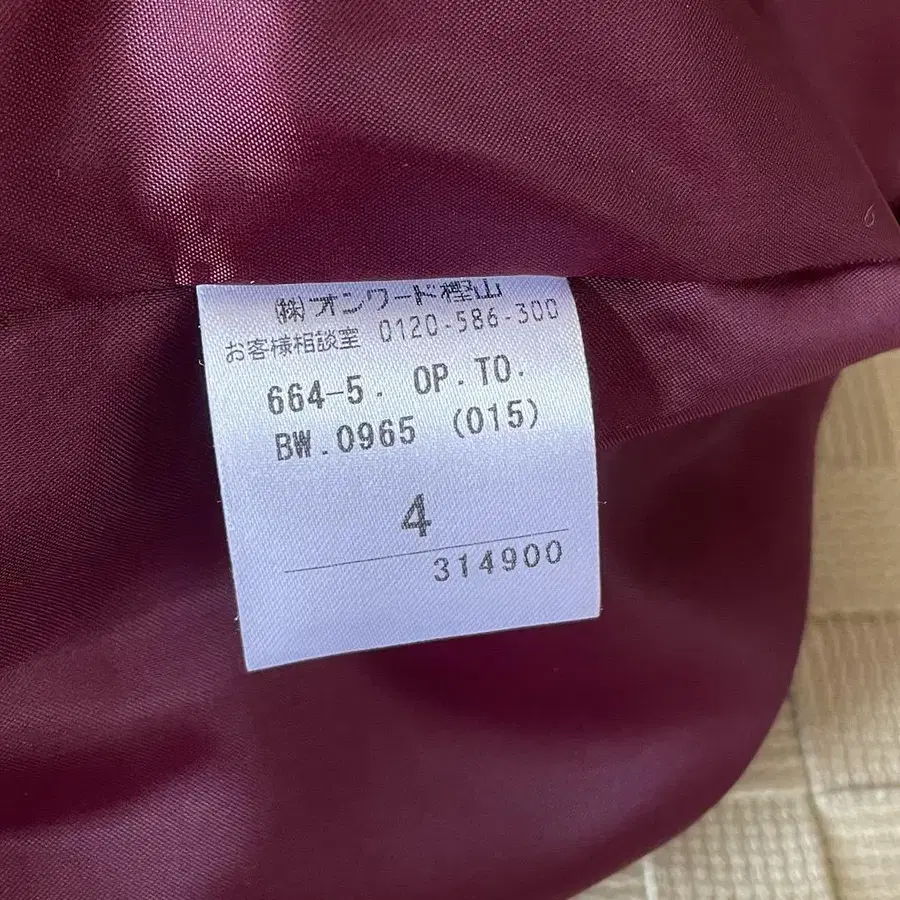 ㈱オンワード樫山
お客様相談室 0120-586-300
664-5. OP.TO.
BW.0965 (015)
4
314900